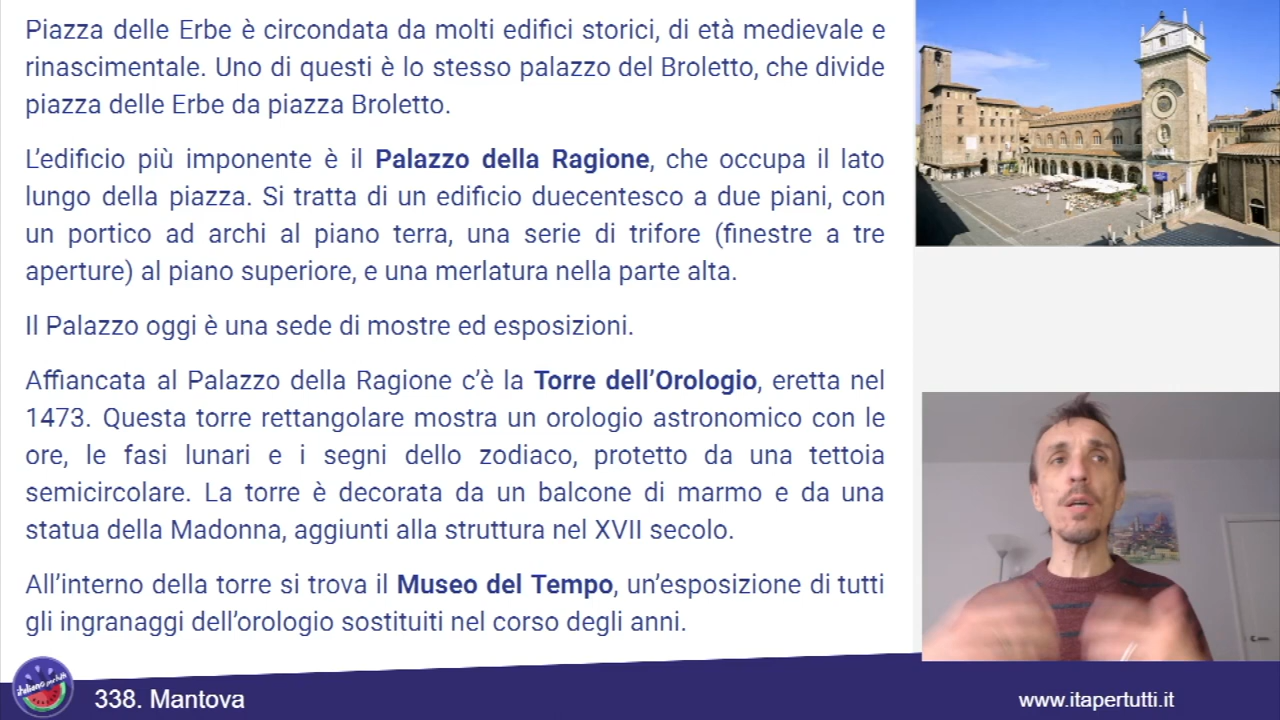 Piazza delle Erbe è circondata da molti edifici storici, di età medievale e
rinascimentale. Uno di questi è lo stesso palazzo del Broletto, che divide
piazza delle Erbe da piazza Broletto.
L’edificio più imponente è il Palazzo della Ragione, che occupa il lato
lungo della piazza. Si tratta di un edificio duecentesco a due piani, con
un portico ad archi al piano terra, una serie di trifore (finestre a tre
aperture) al piano superiore, e una merlatura nella parte alta.
Il Palazzo oggi è una sede di mostre ed esposizioni.
Affiancata al Palazzo della Ragione c’è la Torre dell’Orologio, eretta nel
1473. Questa torre rettangolare mostra un orologio astronomico con le
ore, le fasi lunari e i segni dello zodiaco, protetto da una tettoia
semicircolare. La torre è decorata da un balcone di marmo e da una
statua della Madonna, aggiunti alla struttura nel XVII secolo.
All’interno della torre si trova il Museo del Tempo, un’esposizione di tutti
gli ingranaggi dell’orologio sostituiti nel corso degli anni.
italiano per tutti
338. Mantova
www.itapertutti.it